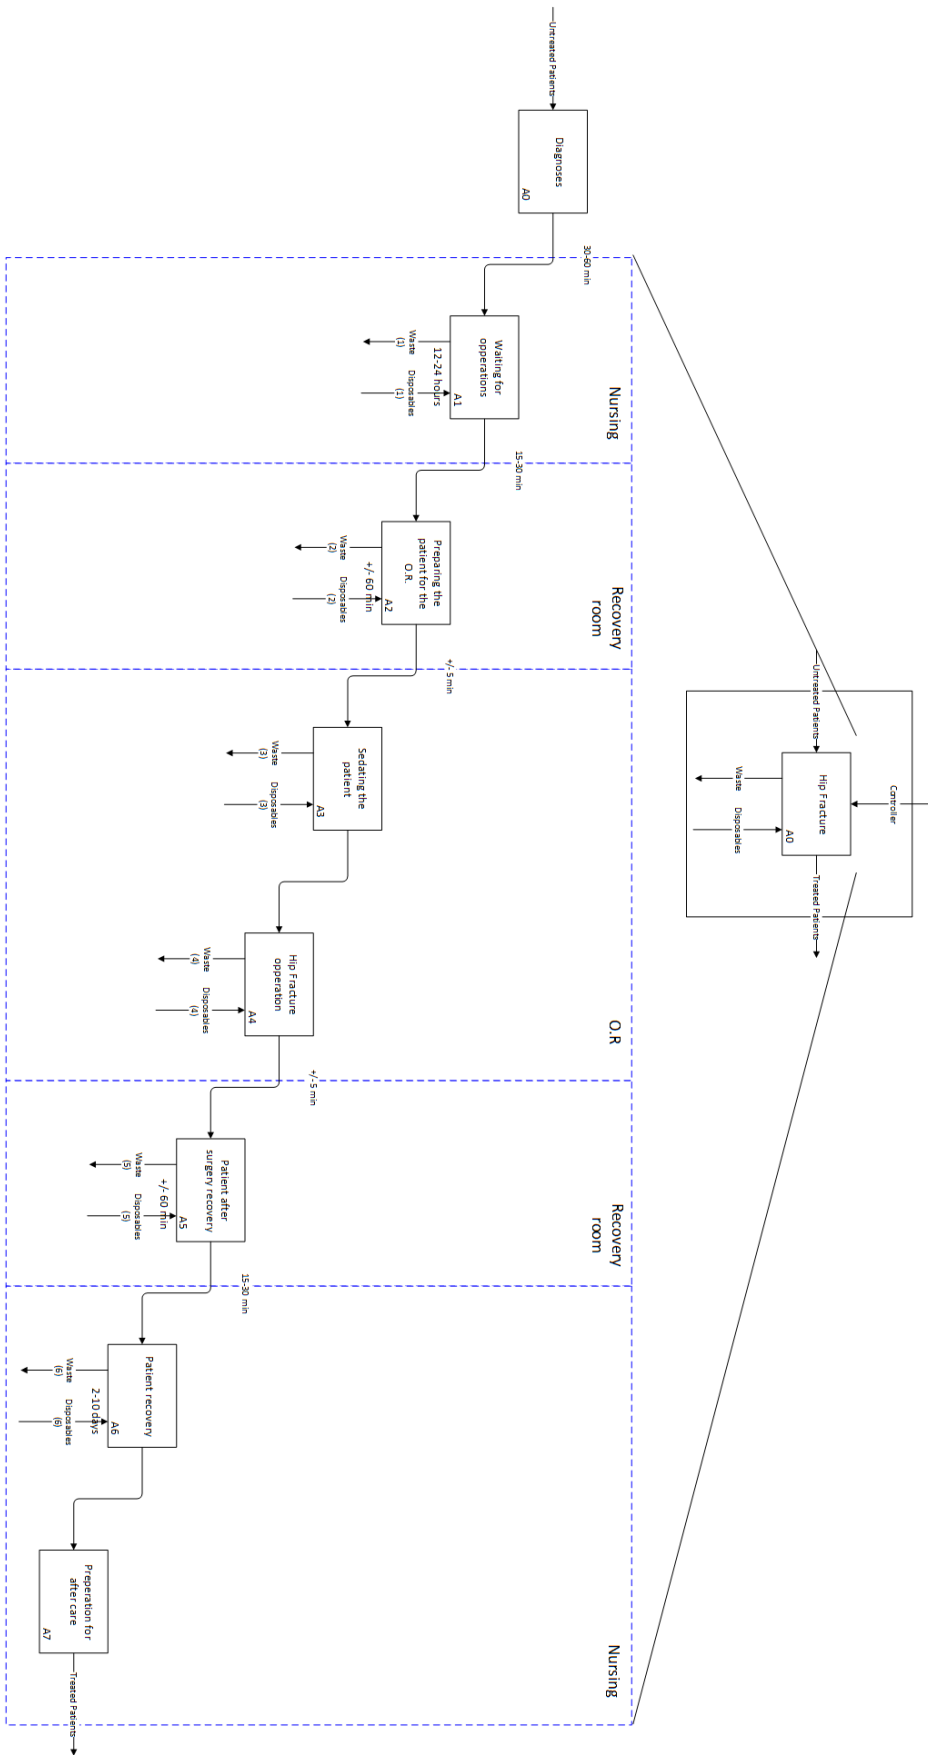 Controller
Untreated Patients
Hip Fracture
A0
Treated Patients
Waste
Disposables
Untreated Patients
Diagnoses
A0
30-60 min
Nursing
Waiting for
opperations
A1
12-24 hours
Waste
(1)
Disposables
(1)
15-30 min
Recovery
room
Preparing the
patient for the
O.R.
A2
+/- 60 min
Waste
(2)
Disposables
(2)
+/- 5 min
O.R
Sedating the
patient
A3
Waste
(3)
Disposables
(3)
Hip Fracture
opperation
A4
Waste
(4)
Disposables
(4)
+/- 5 min
Recovery
room
Patient after
surgery recovery
A5
+/- 60 min
Waste
(5)
Disposables
(5)
15-30 min
Nursing
Patient recovery
A6
2-10 days
Waste
(6)
Disposables
(6)
Preperation for
after care
A7
Treated Patients